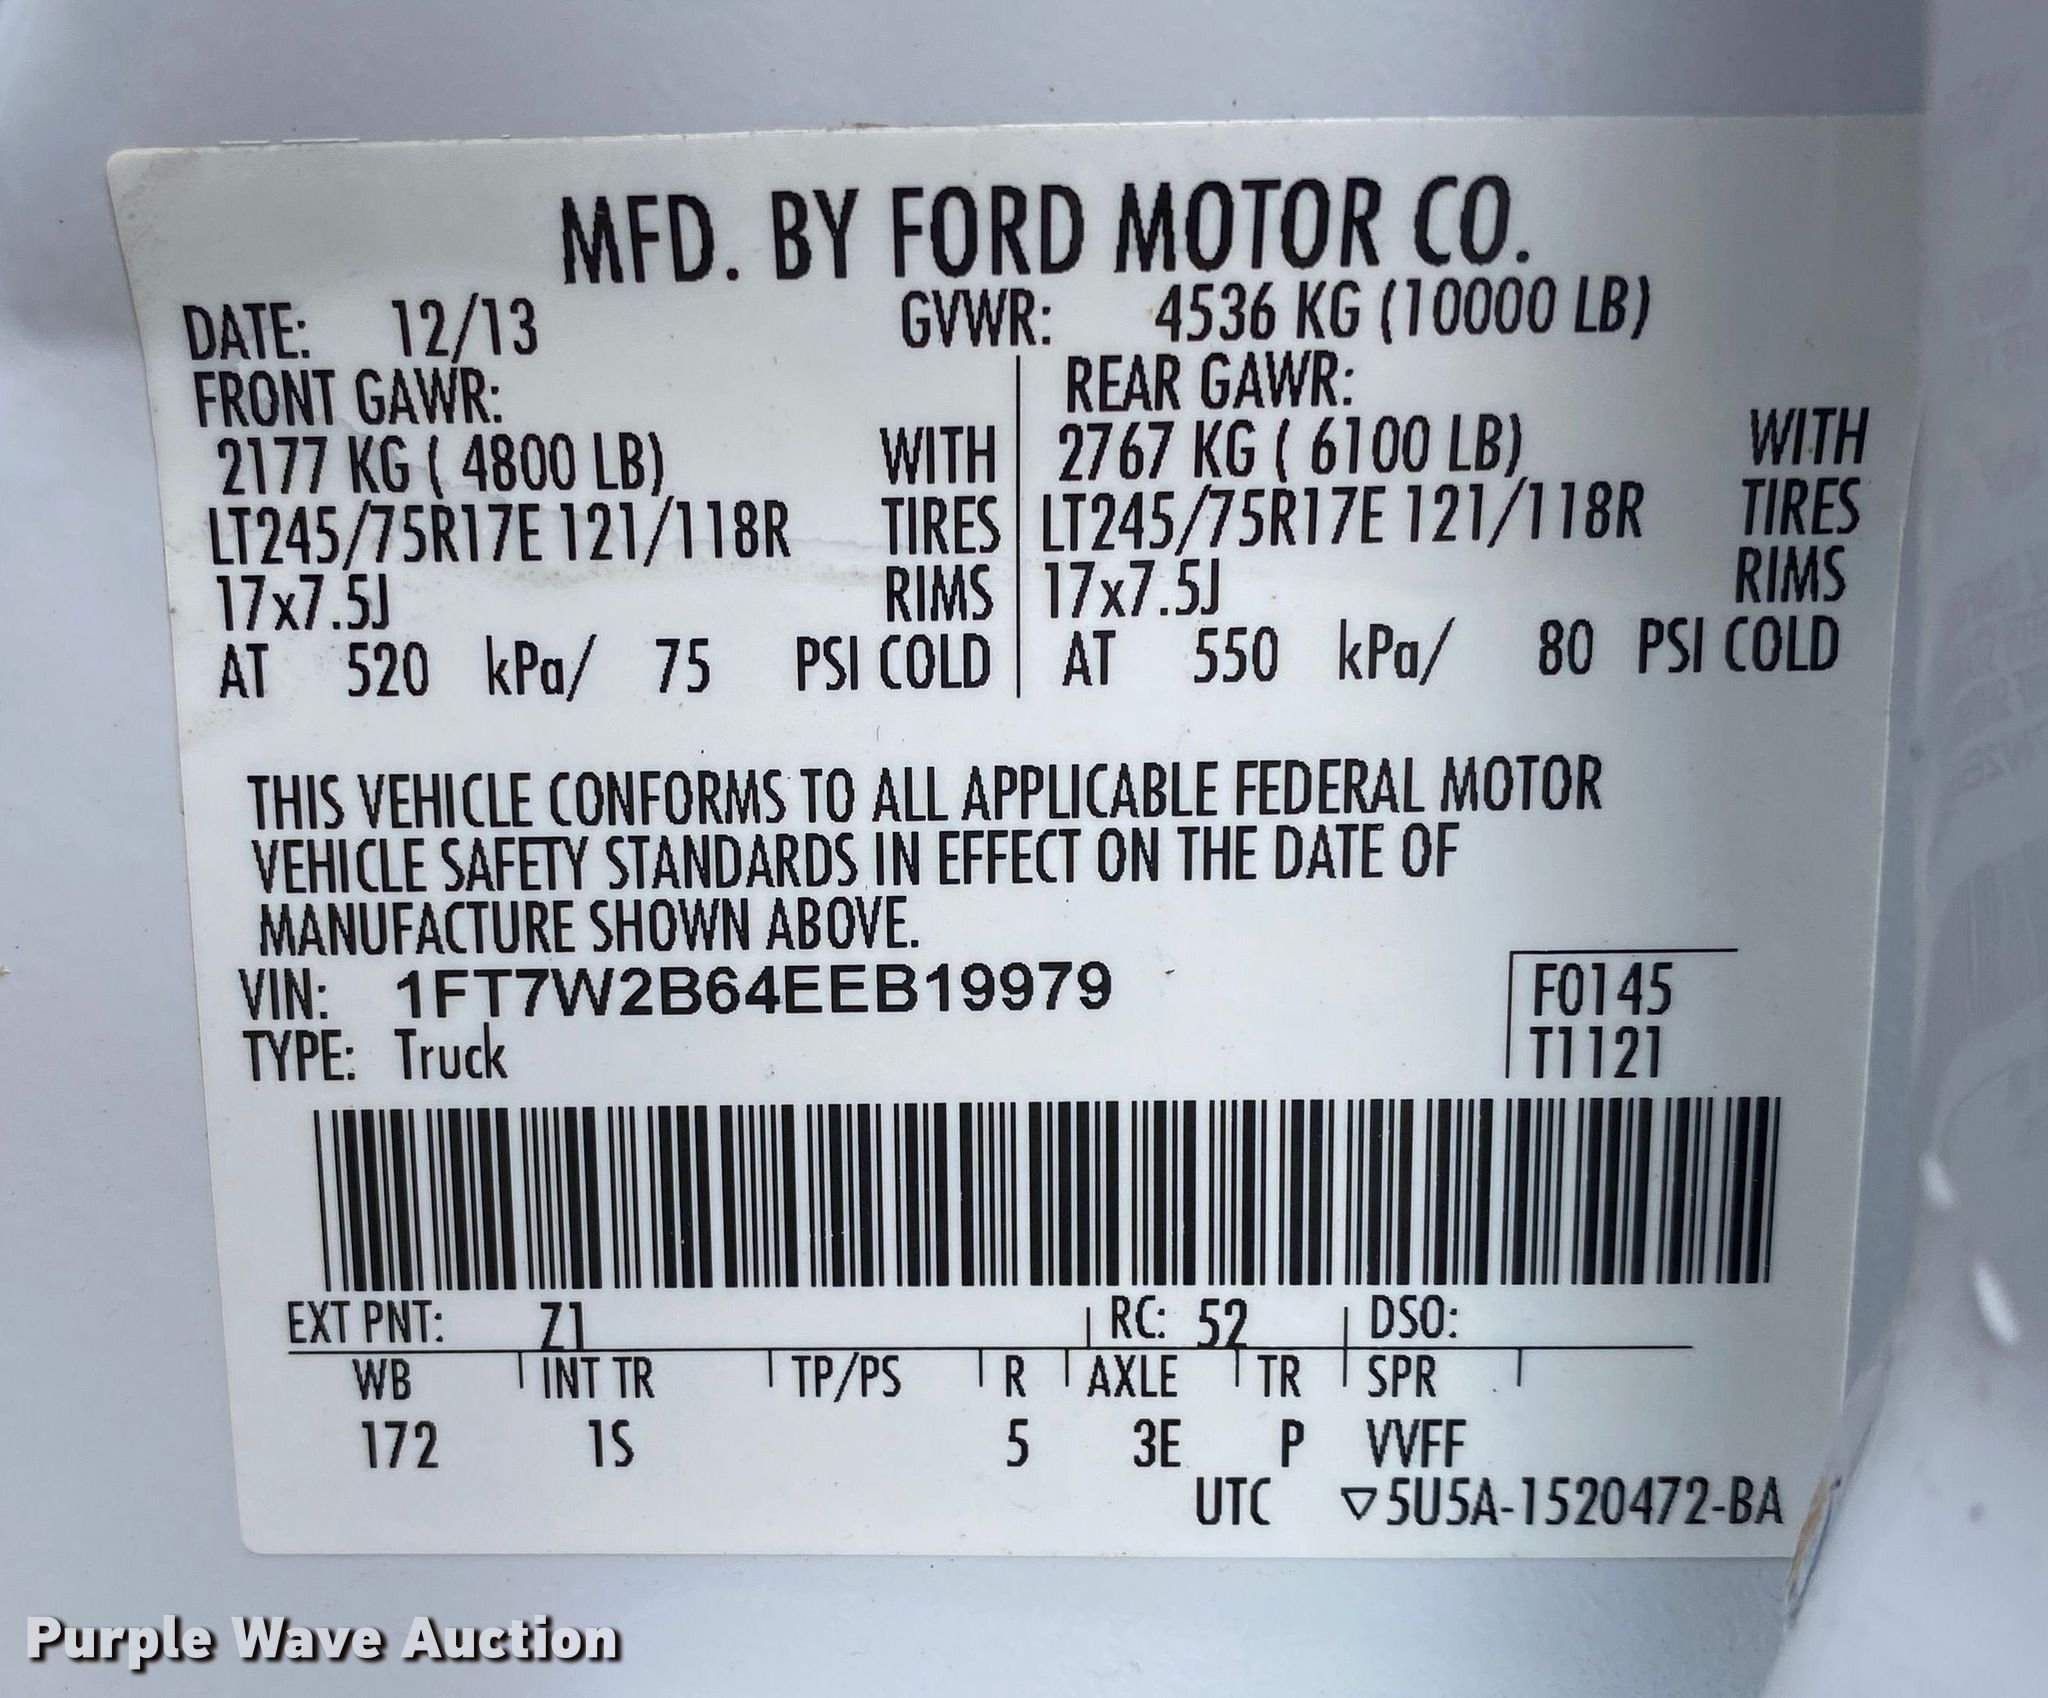 MFD. BY FORD MOTOR CO.
DATE: 12/13 GVWR: 4536 KG (10000 LB)
FRONT GAWR: REAR GAWR:
2177 KG ( 4800 LB) WITH 2767 KG ( 6100 LB) WITH
LT245/75R17E 121/118R TIRES LT245/75R17E 121/118R TIRES
17x7.5J RIMS 17x7.5J RIMS
AT 520 kPa/ 75 PSI COLD AT 550 kPa/ 80 PSI COLD
THIS VEHICLE CONFORMS TO ALL APPLICABLE FEDERAL MOTOR
VEHICLE SAFETY STANDARDS IN EFFECT ON THE DATE OF
MANUFACTURE SHOWN ABOVE.
VIN: 1FT7W2B64EEB19979 F0145
TYPE: Truck T1121
EXT PNT: Z1 RC: 52 DSO:
WB INT TR TP/PS R AXLE TR SPR
172 1S 5 3E P VVFF
UTC ▽5U5A-1520472-BA
Purple Wave Auction